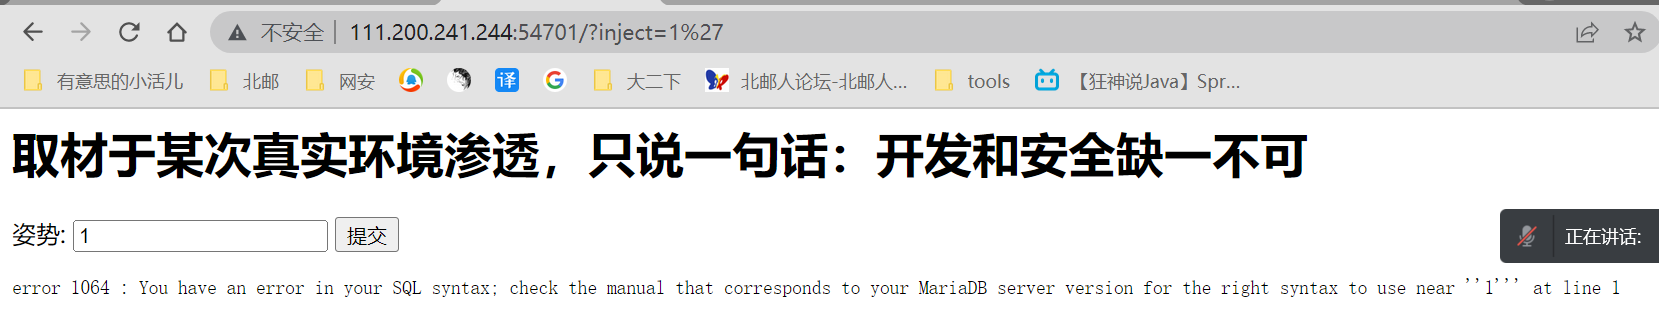 不安全 111.200.241.244:54701/?inject=1%27
有意思的小活儿 北邮 网安 译 G 大二下 北邮人论坛-北邮人... tools 【狂神说Java】Spr...
取材于某次真实环境渗透，只说一句话：开发和安全缺一不可
姿势: 1 提交
正在讲话:
error 1064 : You have an error in your SQL syntax; check the manual that corresponds to your MariaDB server version for the right syntax to use near ''1''' at line 1